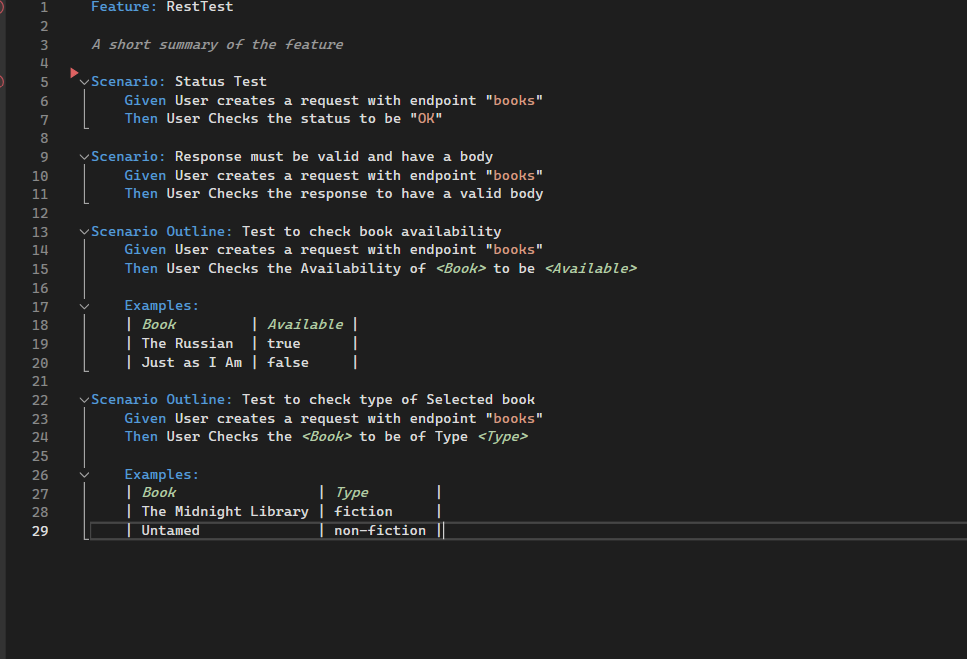 1 Feature: RestTest
2
3 A short summary of the feature
4
5 Scenario: Status Test
6 Given User creates a request with endpoint "books"
7 Then User Checks the status to be "OK"
8
9 Scenario: Response must be valid and have a body
10 Given User creates a request with endpoint "books"
11 Then User Checks the response to have a valid body
12
13 Scenario Outline: Test to check book availability
14 Given User creates a request with endpoint "books"
15 Then User Checks the Availability of <Book> to be <Available>
16
17 Examples:
18 | Book | Available |
19 | The Russian | true |
20 | Just as I Am | false |
21
22 Scenario Outline: Test to check type of Selected book
23 Given User creates a request with endpoint "books"
24 Then User Checks the <Book> to be of Type <Type>
25
26 Examples:
27 | Book | Type |
28 | The Midnight Library | fiction |
29 | Untamed | non-fiction |